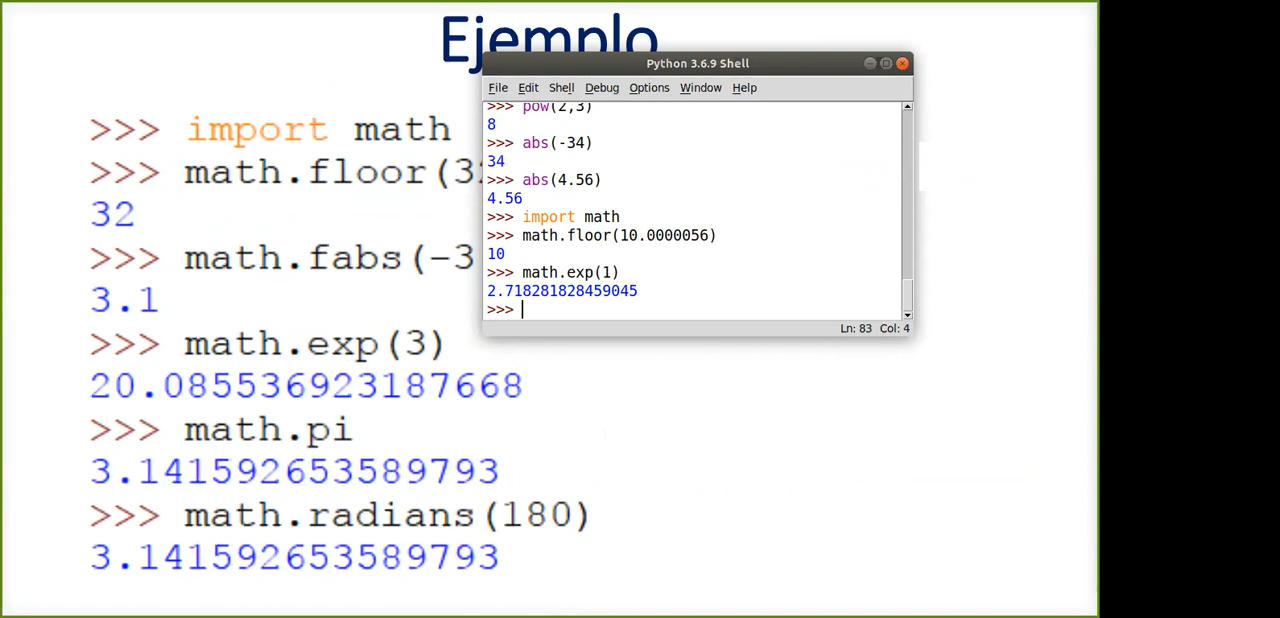 Ejemplo
>>> import math
>>> math.floor(32
32
>>> math.fabs(-3
3.1
>>> math.exp(3)
20.085536923187668
>>> math.pi
3.141592653589793
>>> math.radians(180)
3.141592653589793
Python 3.6.9 Shell
File Edit Shell Debug Options Window Help
>>> pow(2,3)
8
>>> abs(-34)
34
>>> abs(4.56)
4.56
>>> import math
>>> math.floor(10.0000056)
10
>>> math.exp(1)
2.718281828459045
>>>
Ln: 83 Col: 4